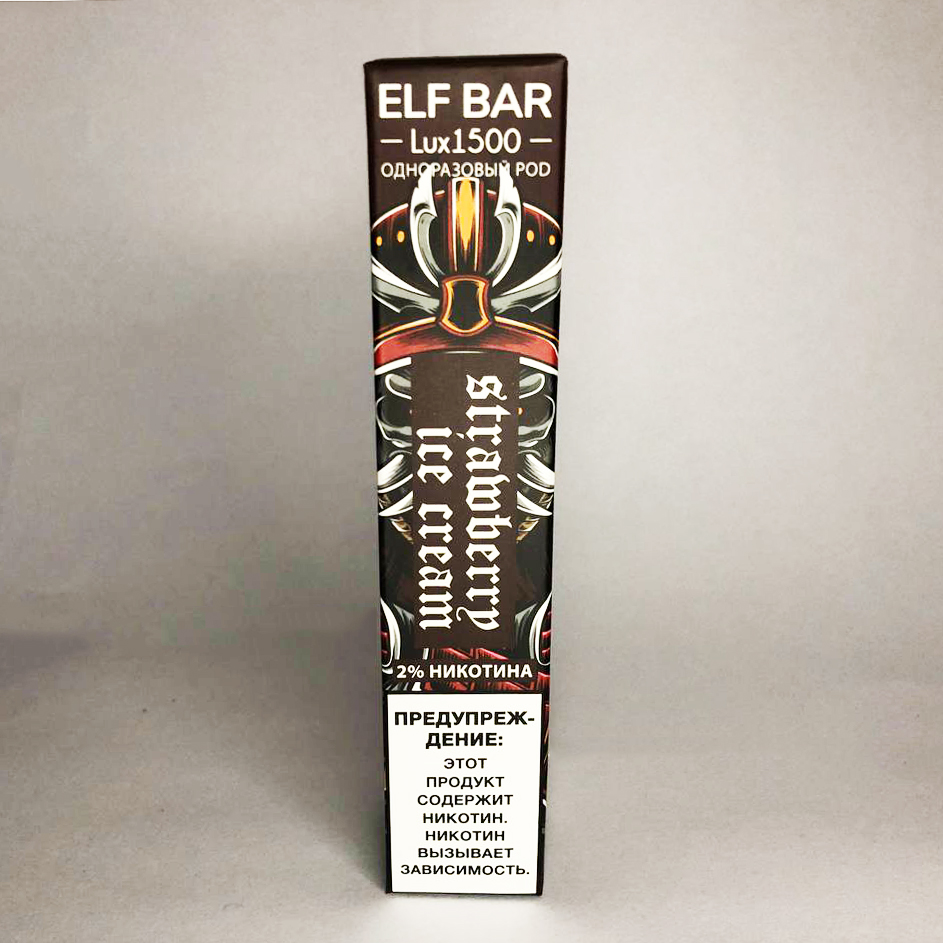 ELF BAR
— Lux1500 —
ОДНОРАЗОВЫЙ POD
strawberry
ice cream
2% НИКОТИНА
ПРЕДУПРЕЖ-
ДЕНИЕ:
ЭТОТ
ПРОДУКТ
СОДЕРЖИТ
НИКОТИН.
НИКОТИН
ВЫЗЫВАЕТ
ЗАВИСИМОСТЬ.